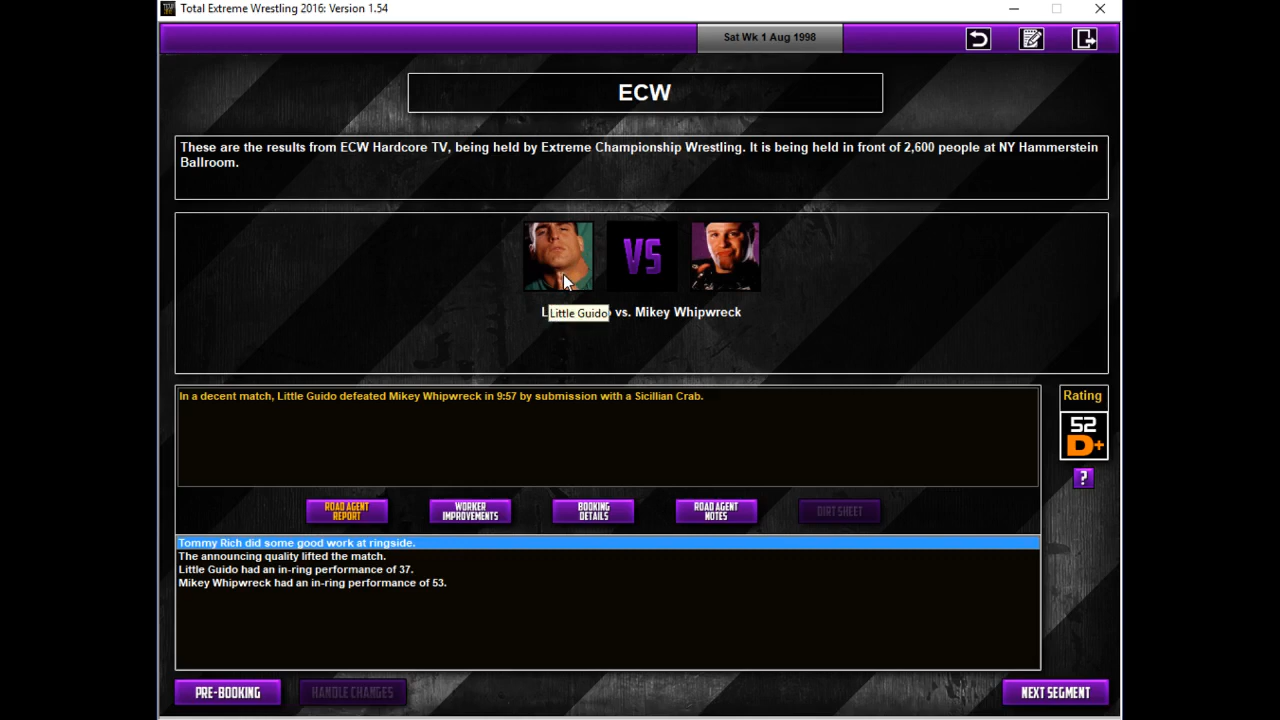 Total Extreme Wrestling 2016: Version 1.54
Sat Wk 1 Aug 1998
ECW
These are the results from ECW Hardcore TV, being held by Extreme Championship Wrestling. It is being held in front of 2,600 people at NY Hammerstein
Ballroom.
VS
L vs. Mikey Whipwreck
Little Guido
In a decent match, Little Guido defeated Mikey Whipwreck in 9:57 by submission with a Sicillian Crab.
Rating
52
D+
?
ROAD AGENT
REPORT
WORKER
IMPROVEMENTS
BOOKING
DETAILS
ROAD AGENT
NOTES
DIRT SHEET
Tommy Rich did some good work at ringside.
The announcing quality lifted the match.
Little Guido had an in-ring performance of 37.
Mikey Whipwreck had an in-ring performance of 53.
PRE-BOOKING
HANDLE CHANGES
NEXT SEGMENT